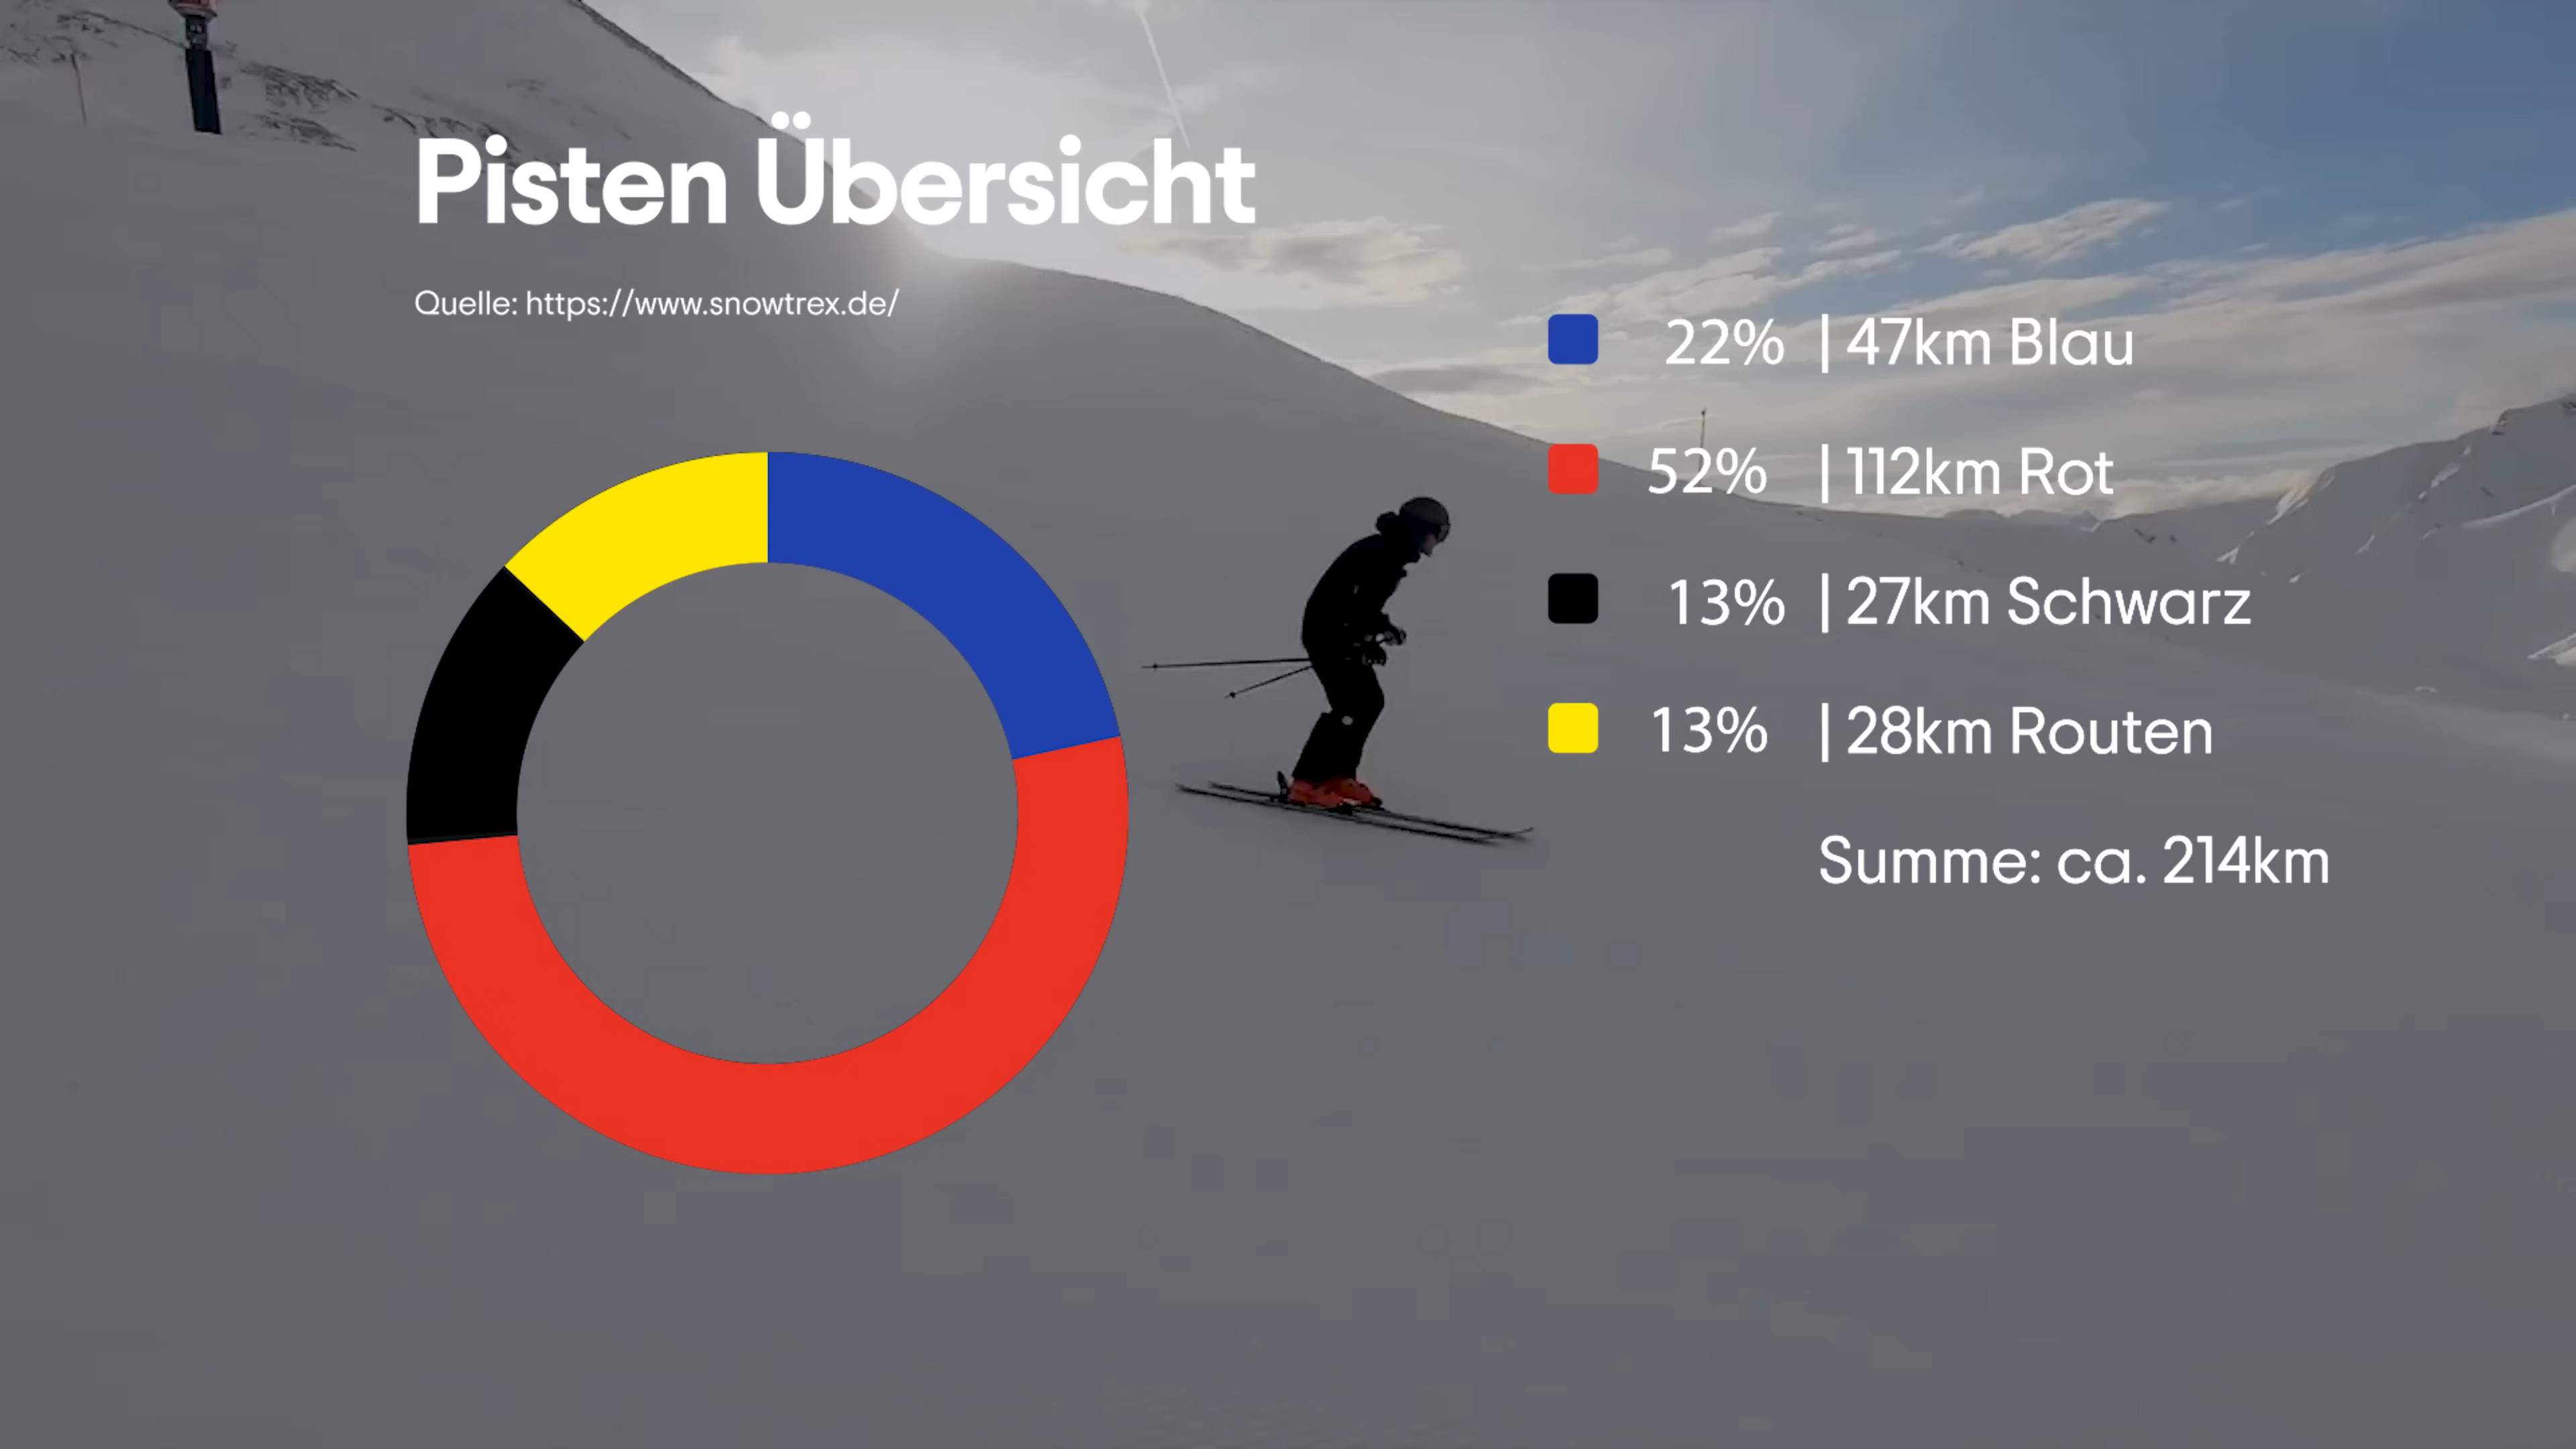 Pisten Übersicht
Quelle: https://www.snowtrex.de/
22% | 47km Blau
52% | 112km Rot
13% | 27km Schwarz
13% | 28km Routen
Summe: ca. 214km